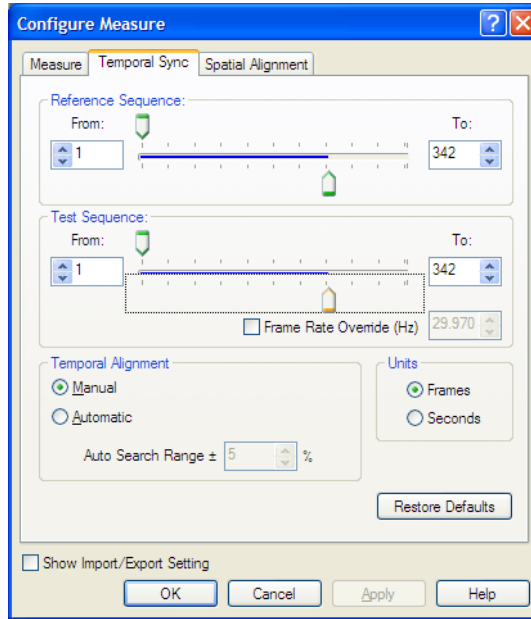 Configure Measure
Measure Temporal Sync Spatial Alignment
Reference Sequence:
From: To:
1 342
Test Sequence:
From: To:
1 342
Frame Rate Override (Hz) 29.970
Temporal Alignment
Manual
Automatic
Auto Search Range ± 5 %
Units
Frames
Seconds
Restore Defaults
Show Import/Export Setting
OK Cancel Apply Help